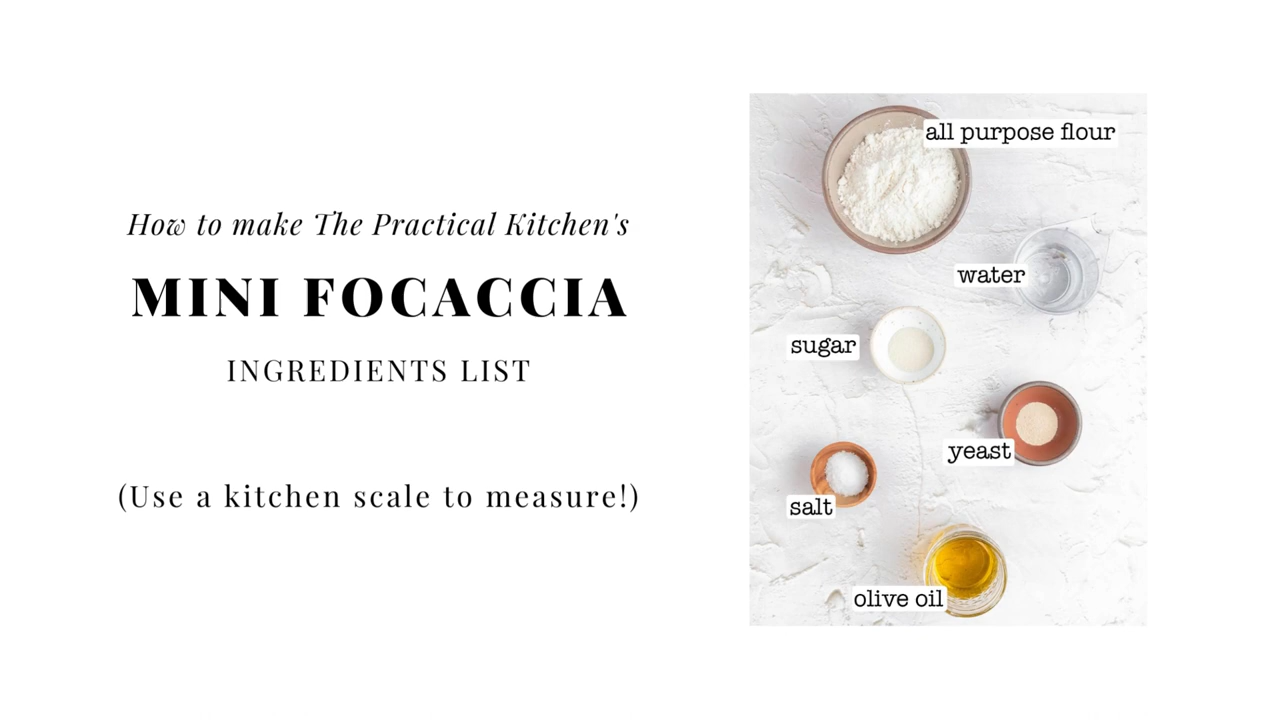 How to make The Practical Kitchen's
MINI FOCACCIA
INGREDIENTS LIST
(Use a kitchen scale to measure!)
all purpose flour
water
sugar
yeast
salt
olive oil